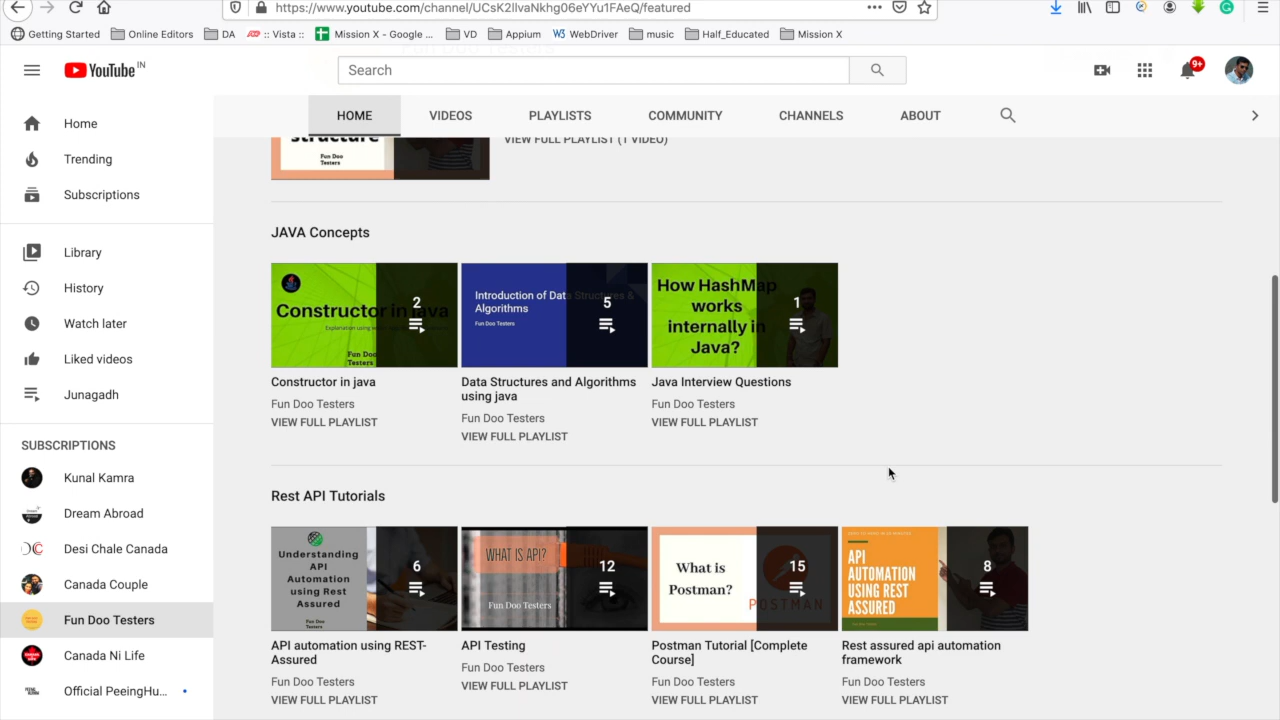 https://www.youtube.com/channel/UCsK2llvaNkhg06eYYu1FAeQ/featured
Getting Started
Online Editors
DA
:: Vista ::
Mission X - Google ...
VD
Appium
W3 WebDriver
music
Half_Educated
Mission X
YouTube IN
Search
9+
HOME
VIDEOS
PLAYLISTS
COMMUNITY
CHANNELS
ABOUT
Home
Trending
Subscriptions
Library
History
Watch later
Liked videos
Junagadh
SUBSCRIPTIONS
Kunal Kamra
Dream Abroad
Desi Chale Canada
Canada Couple
Fun Doo Testers
Canada Ni Life
Official PeeingHu...
structure
Fun Doo
Testers
VIEW FULL PLAYLIST (1 VIDEO)
JAVA Concepts
Constructor in java
Fun Doo
Testers
2
Introduction of Data Structures &
Algorithms
Fun Doo Testers
5
How HashMap
works
internally in
Java?
1
Constructor in java
Fun Doo Testers
VIEW FULL PLAYLIST
Data Structures and Algorithms
using java
Fun Doo Testers
VIEW FULL PLAYLIST
Java Interview Questions
Fun Doo Testers
VIEW FULL PLAYLIST
Rest API Tutorials
Understanding
API
Automation
using Rest
Assured
Fun Doo
6
WHAT IS API?
Fun Doo Testers
12
What is
Postman?
POSTMAN
15
API
AUTOMATION
USING REST
ASSURED
8
API automation using REST-
Assured
Fun Doo Testers
VIEW FULL PLAYLIST
API Testing
Fun Doo Testers
VIEW FULL PLAYLIST
Postman Tutorial [Complete
Course]
Fun Doo Testers
VIEW FULL PLAYLIST
Rest assured api automation
framework
Fun Doo Testers
VIEW FULL PLAYLIST